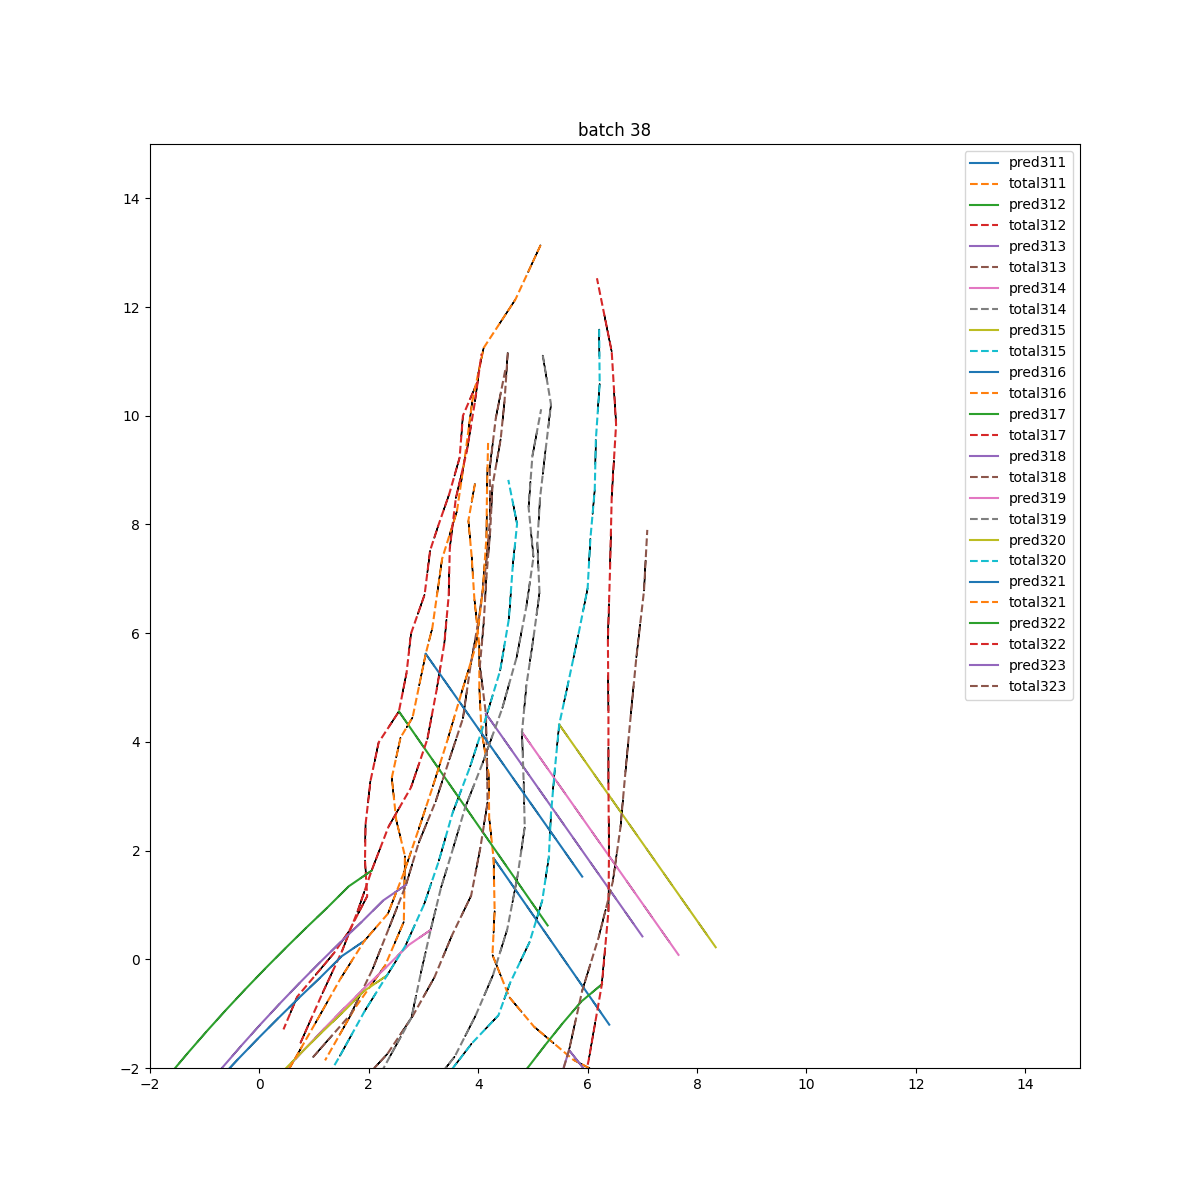 batch 38
pred311
total311
pred312
total312
pred313
total313
pred314
total314
pred315
total315
pred316
total316
pred317
total317
pred318
total318
pred319
total319
pred320
total320
pred321
total321
pred322
total322
pred323
total323
14
12
10
8
6
4
2
0
−2
−2 0 2 4 6 8 10 12 14